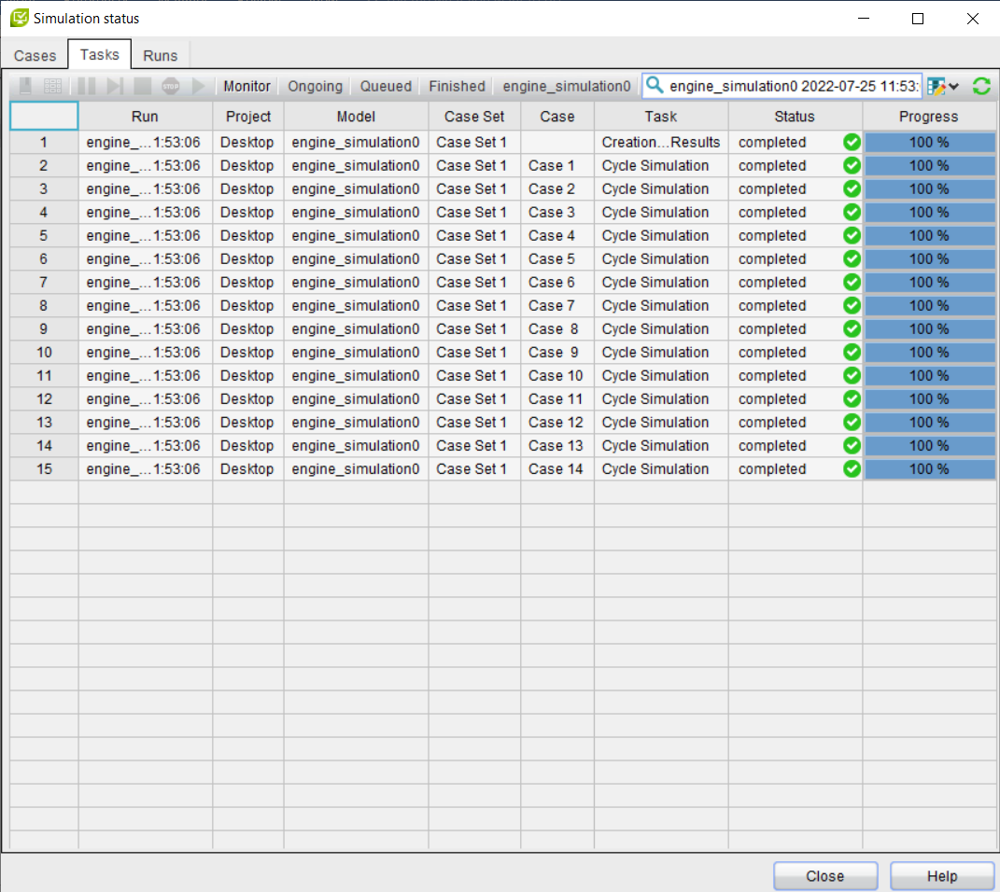 Simulation status
Cases Tasks Runs
STOP Monitor Ongoing Queued Finished engine_simulation0 engine_simulation0 2022-07-25 11:53:
Run Project Model Case Set Case Task Status Progress
1 engine_...1:53:06 Desktop engine_simulation0 Case Set 1 Creation...Results completed 100 %
2 engine_...1:53:06 Desktop engine_simulation0 Case Set 1 Case 1 Cycle Simulation completed 100 %
3 engine_...1:53:06 Desktop engine_simulation0 Case Set 1 Case 2 Cycle Simulation completed 100 %
4 engine_...1:53:06 Desktop engine_simulation0 Case Set 1 Case 3 Cycle Simulation completed 100 %
5 engine_...1:53:06 Desktop engine_simulation0 Case Set 1 Case 4 Cycle Simulation completed 100 %
6 engine_...1:53:06 Desktop engine_simulation0 Case Set 1 Case 5 Cycle Simulation completed 100 %
7 engine_...1:53:06 Desktop engine_simulation0 Case Set 1 Case 6 Cycle Simulation completed 100 %
8 engine_...1:53:06 Desktop engine_simulation0 Case Set 1 Case 7 Cycle Simulation completed 100 %
9 engine_...1:53:06 Desktop engine_simulation0 Case Set 1 Case 8 Cycle Simulation completed 100 %
10 engine_...1:53:06 Desktop engine_simulation0 Case Set 1 Case 9 Cycle Simulation completed 100 %
11 engine_...1:53:06 Desktop engine_simulation0 Case Set 1 Case 10 Cycle Simulation completed 100 %
12 engine_...1:53:06 Desktop engine_simulation0 Case Set 1 Case 11 Cycle Simulation completed 100 %
13 engine_...1:53:06 Desktop engine_simulation0 Case Set 1 Case 12 Cycle Simulation completed 100 %
14 engine_...1:53:06 Desktop engine_simulation0 Case Set 1 Case 13 Cycle Simulation completed 100 %
15 engine_...1:53:06 Desktop engine_simulation0 Case Set 1 Case 14 Cycle Simulation completed 100 %
Close Help